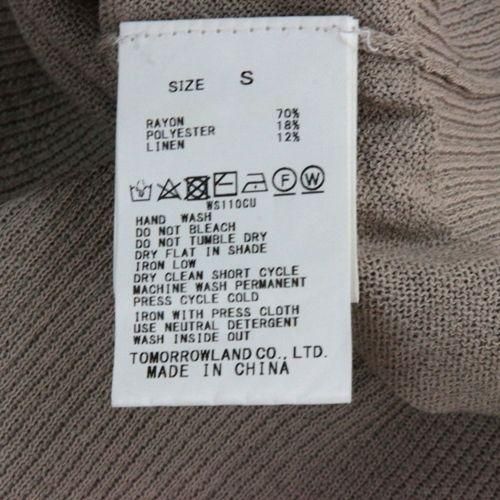 SIZE S
RAYON 70%
POLYESTER 18%
LINEN 12%
F W
WS110CU
HAND WASH
DO NOT BLEACH
DO NOT TUMBLE DRY
DRY FLAT IN SHADE
IRON LOW
DRY CLEAN SHORT CYCLE
MACHINE WASH PERMANENT
PRESS CYCLE COLD
IRON WITH PRESS CLOTH
USE NEUTRAL DETERGENT
WASH INSIDE OUT
TOMORROWLAND CO., LTD.
MADE IN CHINA